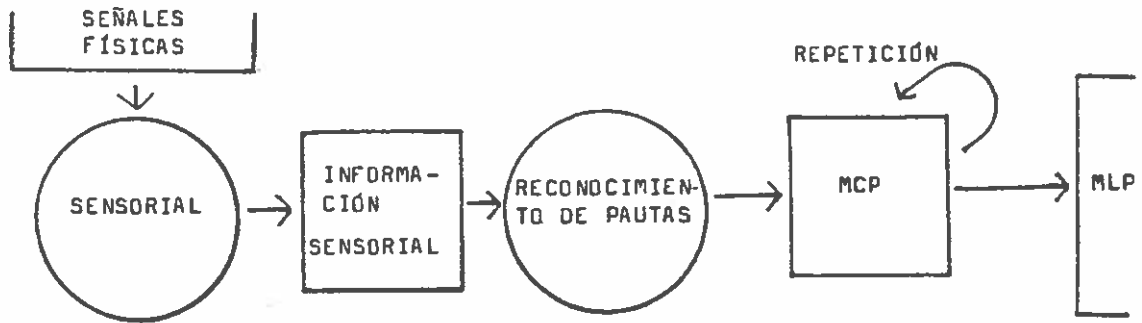 SEÑALES
FÍSICAS
REPETICIÓN
SENSORIAL
INFORMA-
CIÓN
SENSORIAL
RECONOCIMIEN-
TO DE PAUTAS
MCP
MLP